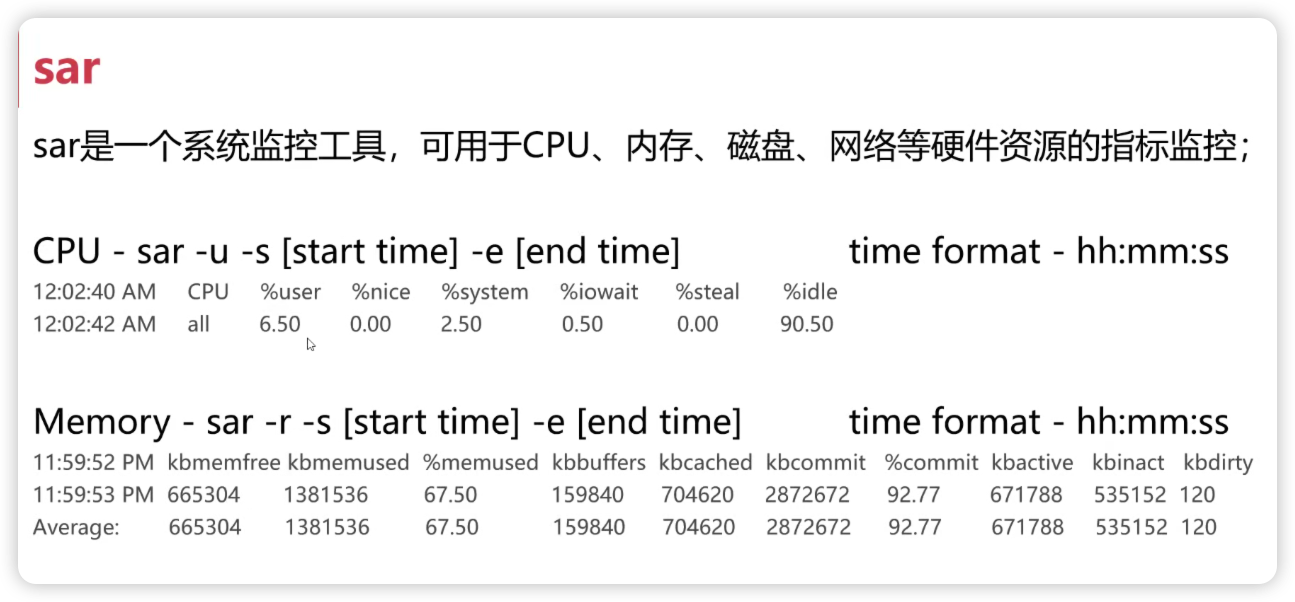 sar
sar是一个系统监控工具，可用于CPU、内存、磁盘、网络等硬件资源的指标监控；
CPU - sar -u -s [start time] -e [end time] time format - hh:mm:ss
12:02:40 AM CPU %user %nice %system %iowait %steal %idle
12:02:42 AM all 6.50 0.00 2.50 0.50 0.00 90.50
Memory - sar -r -s [start time] -e [end time] time format - hh:mm:ss
11:59:52 PM kbmemfree kbmemused %memused kbbuffers kbcached kbcommit %commit kbactive kbinact kbdirty
11:59:53 PM 665304 1381536 67.50 159840 704620 2872672 92.77 671788 535152 120
Average: 665304 1381536 67.50 159840 704620 2872672 92.77 671788 535152 120